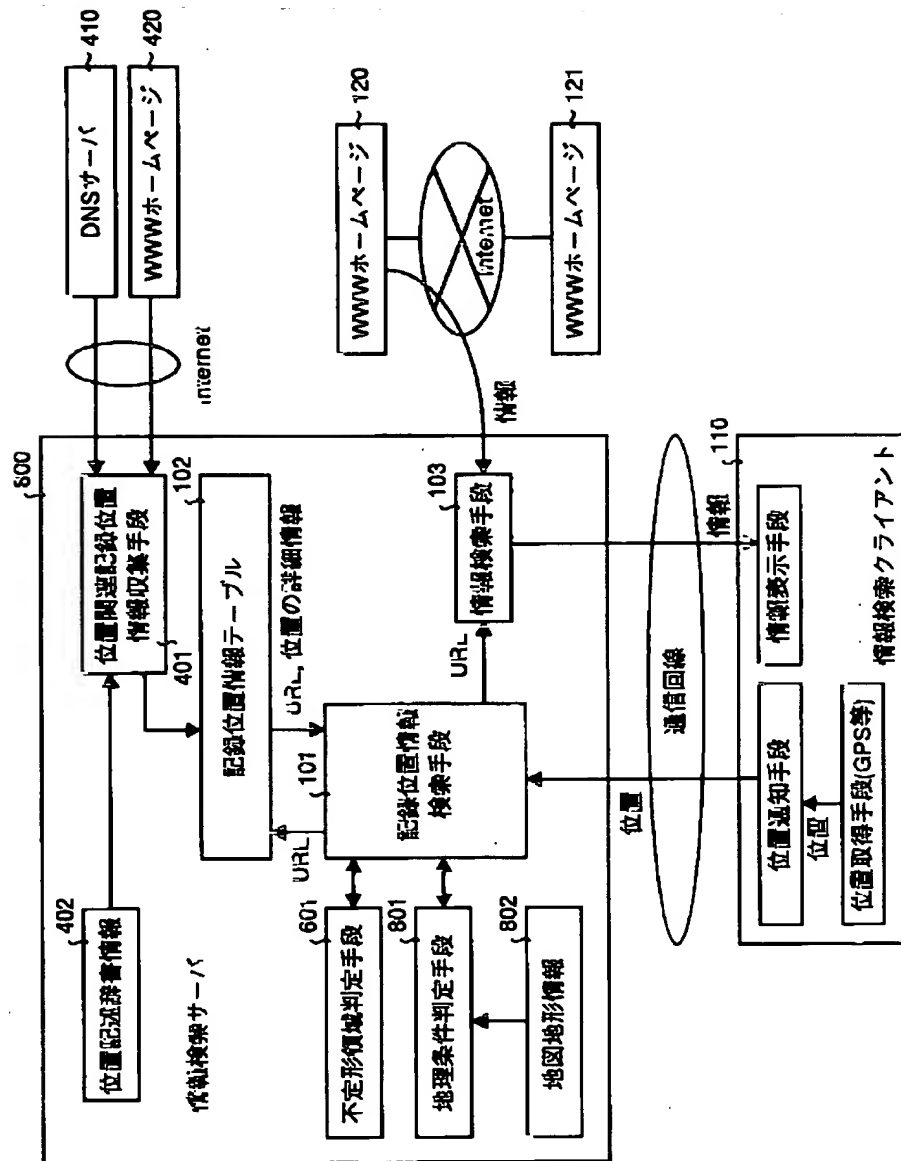 800
情報検索サーバ
402
位置記述辞書情報
位置関連記録位置
情報収集手段
401
DNSサーバ
410
WWWホームページ
420
Internet
102
記録位置情報テーブル
URL
URL, 位置の詳細情報
601
不定形領域判定手段
801
地理条件判定手段
802
地図地形情報
101
記録位置情報
検索手段
URL
103
情報検索手段
情報
WWWホームページ
120
Internet
WWWホームページ
121
位置
通信回線
情報
110
位置通知手段
位置
位置取得手段(GPS等)
情報表示手段
情報検索クライアント